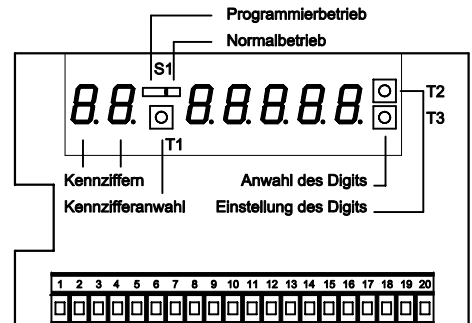 Programmierbetrieb
Normalbetrieb
S1
8.8. 8.8.8.8.8.
T2
T3
T1
Kennziffern Anwahl des Digits
Kennzifferanwahl Einstellung des Digits
1 2 3 4 5 6 7 8 9 10 11 12 13 14 15 16 17 18 19 20